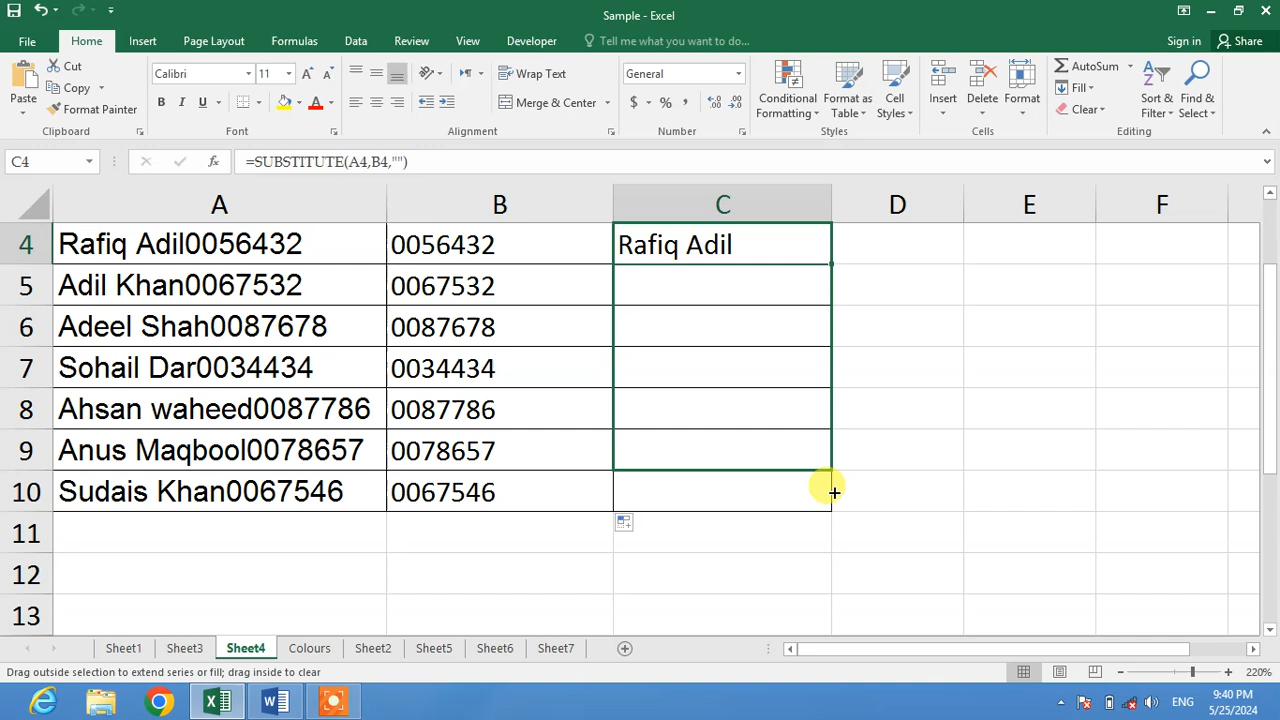 Sample - Excel
File Home Insert Page Layout Formulas Data Review View Developer Tell me what you want to do... Sign in Share
Paste Cut Copy Format Painter Clipboard
Calibri 11 B I U A A A Font
Wrap Text Merge & Center Alignment
General $ % , Number
Conditional Formatting Format as Table Cell Styles Styles
Insert Delete Format Cells
AutoSum Fill Clear Sort & Filter Find & Select Editing
C4 fx =SUBSTITUTE(A4,B4,"")
A B C D E F
4 Rafiq Adil0056432 0056432 Rafiq Adil
5 Adil Khan0067532 0067532
6 Adeel Shah0087678 0087678
7 Sohail Dar0034434 0034434
8 Ahsan waheed0087786 0087786
9 Anus Maqbool0078657 0078657
10 Sudais Khan0067546 0067546
11
12
13
Sheet1 Sheet3 Sheet4 Colours Sheet2 Sheet5 Sheet6 Sheet7
Drag outside selection to extend series or fill; drag inside to clear 220%
ENG 9:40 PM
5/25/2024